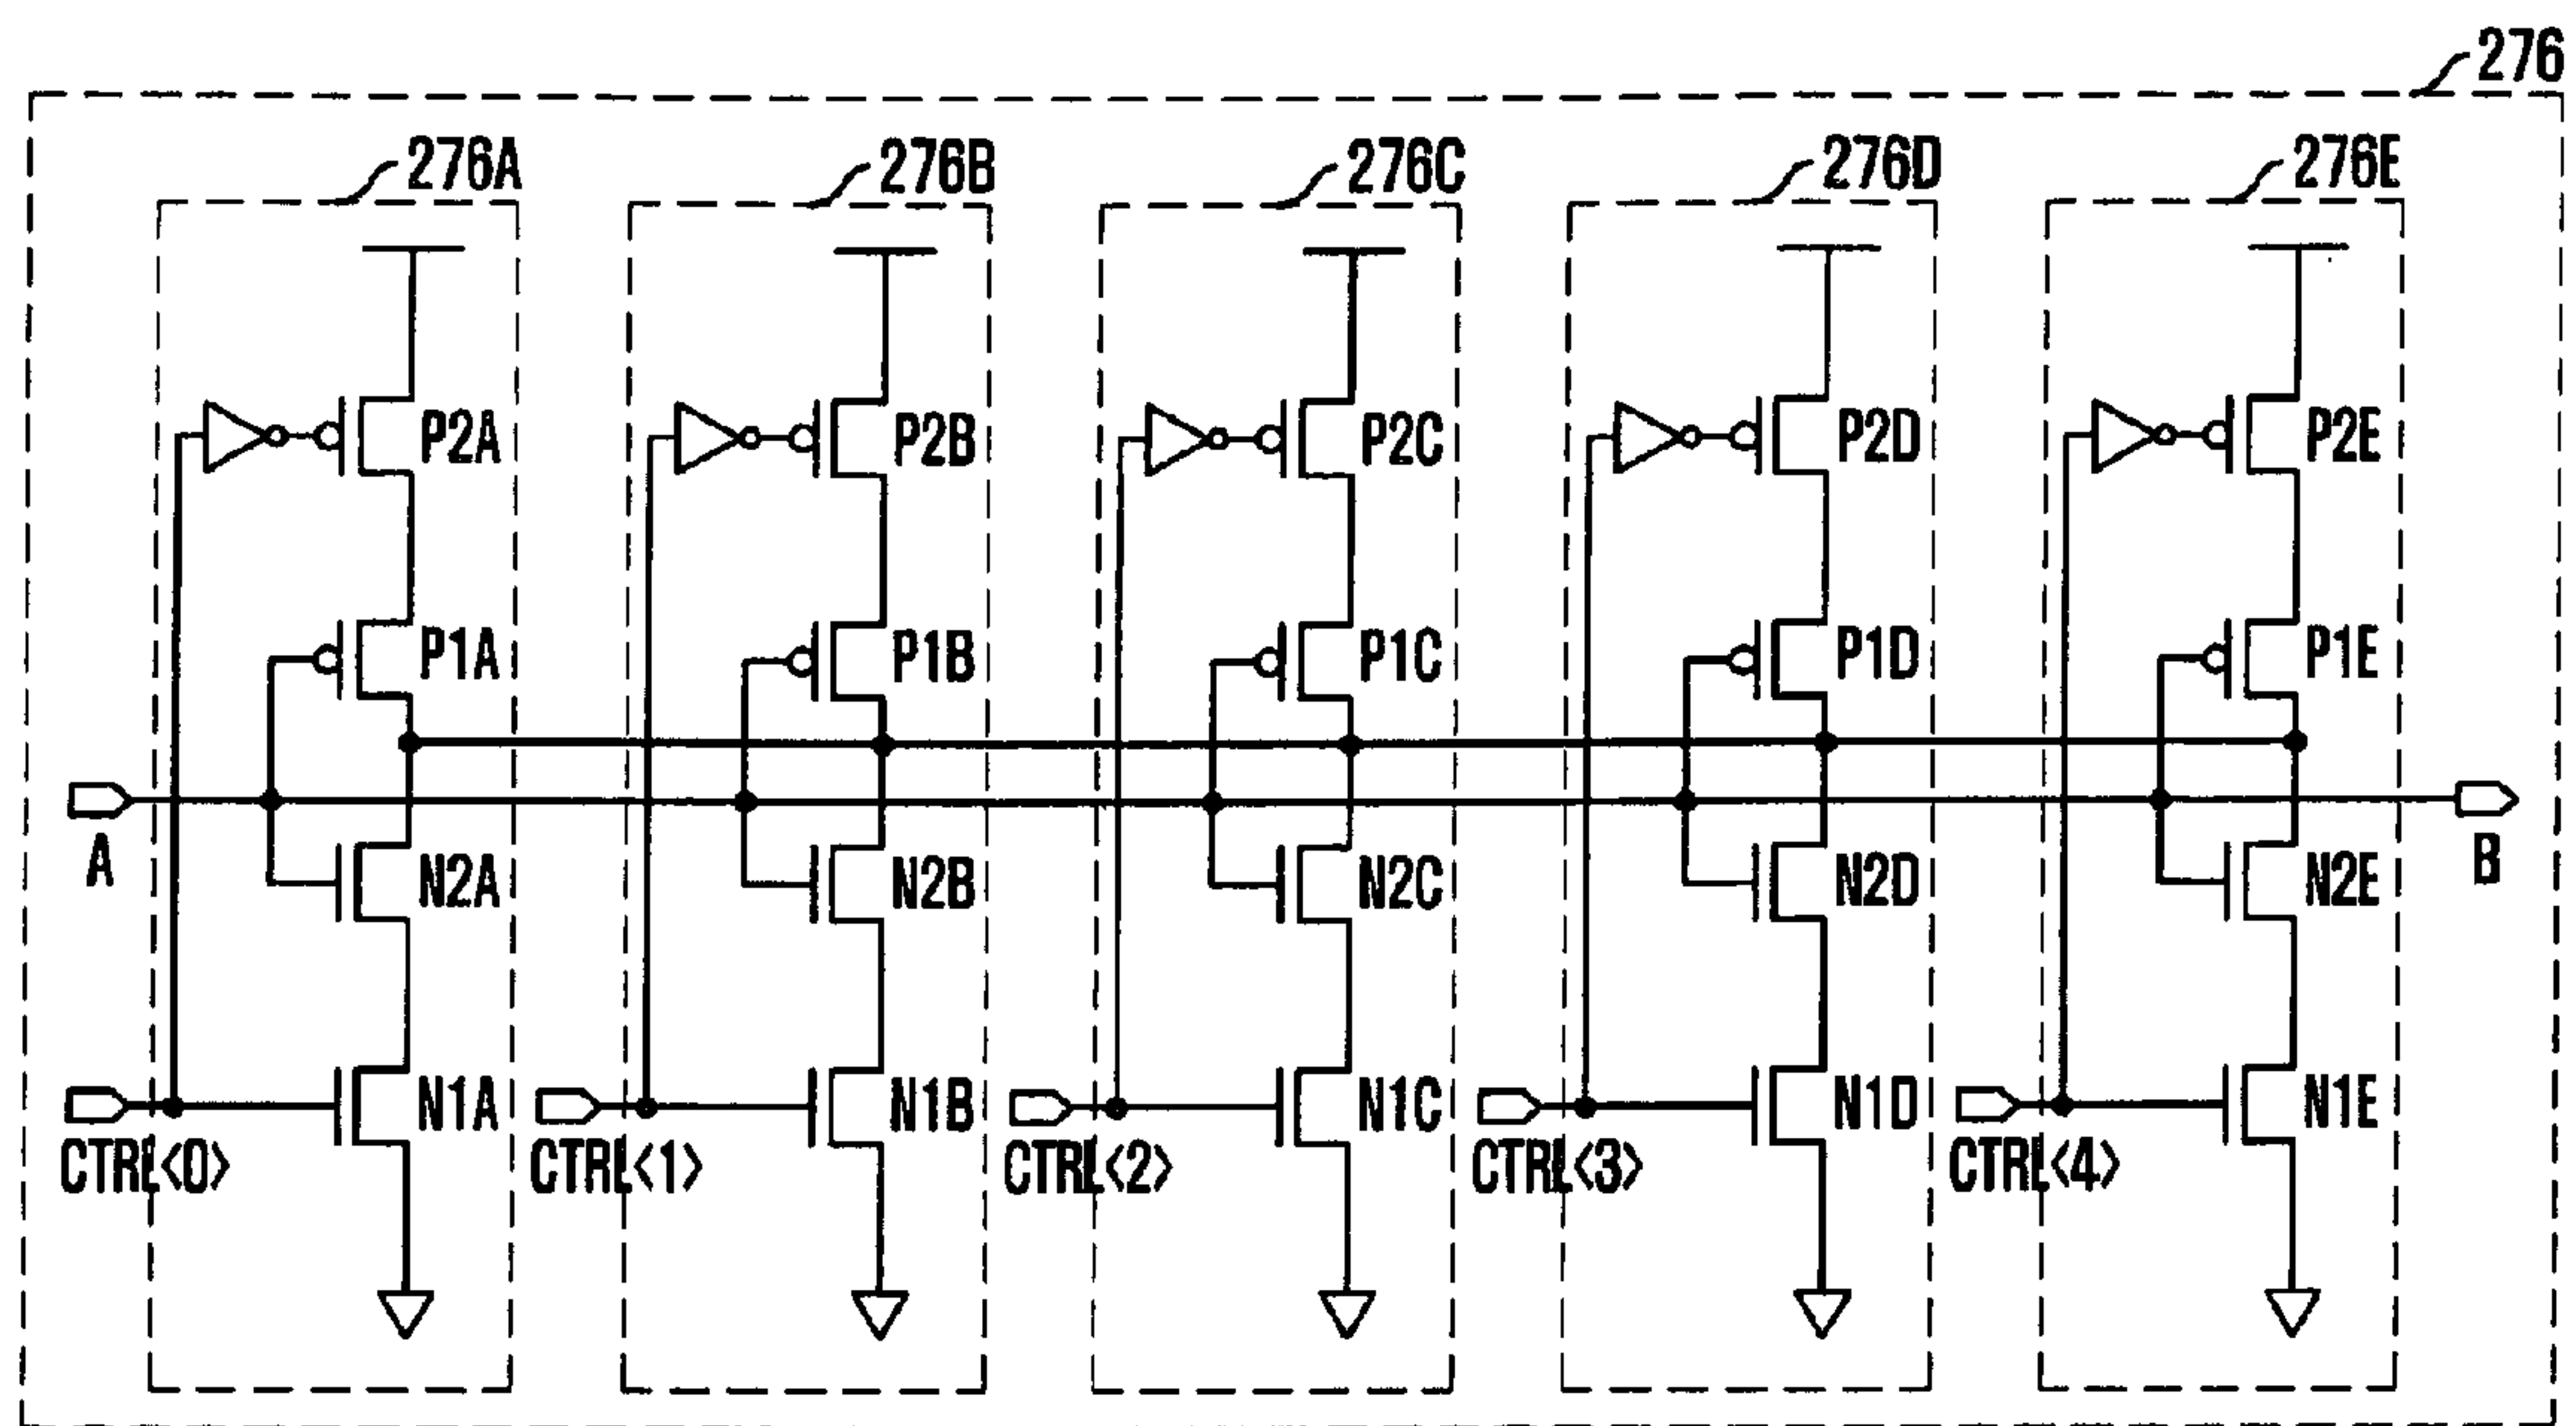 276
276A 276B 276C 276D 276E
P2A P2B P2C P2D P2E
P1A P1B P1C P1D P1E
A B
N2A N2B N2C N2D N2E
N1A N1B N1C N1D N1E
CTRL<0> CTRL<1> CTRL<2> CTRL<3> CTRL<4>